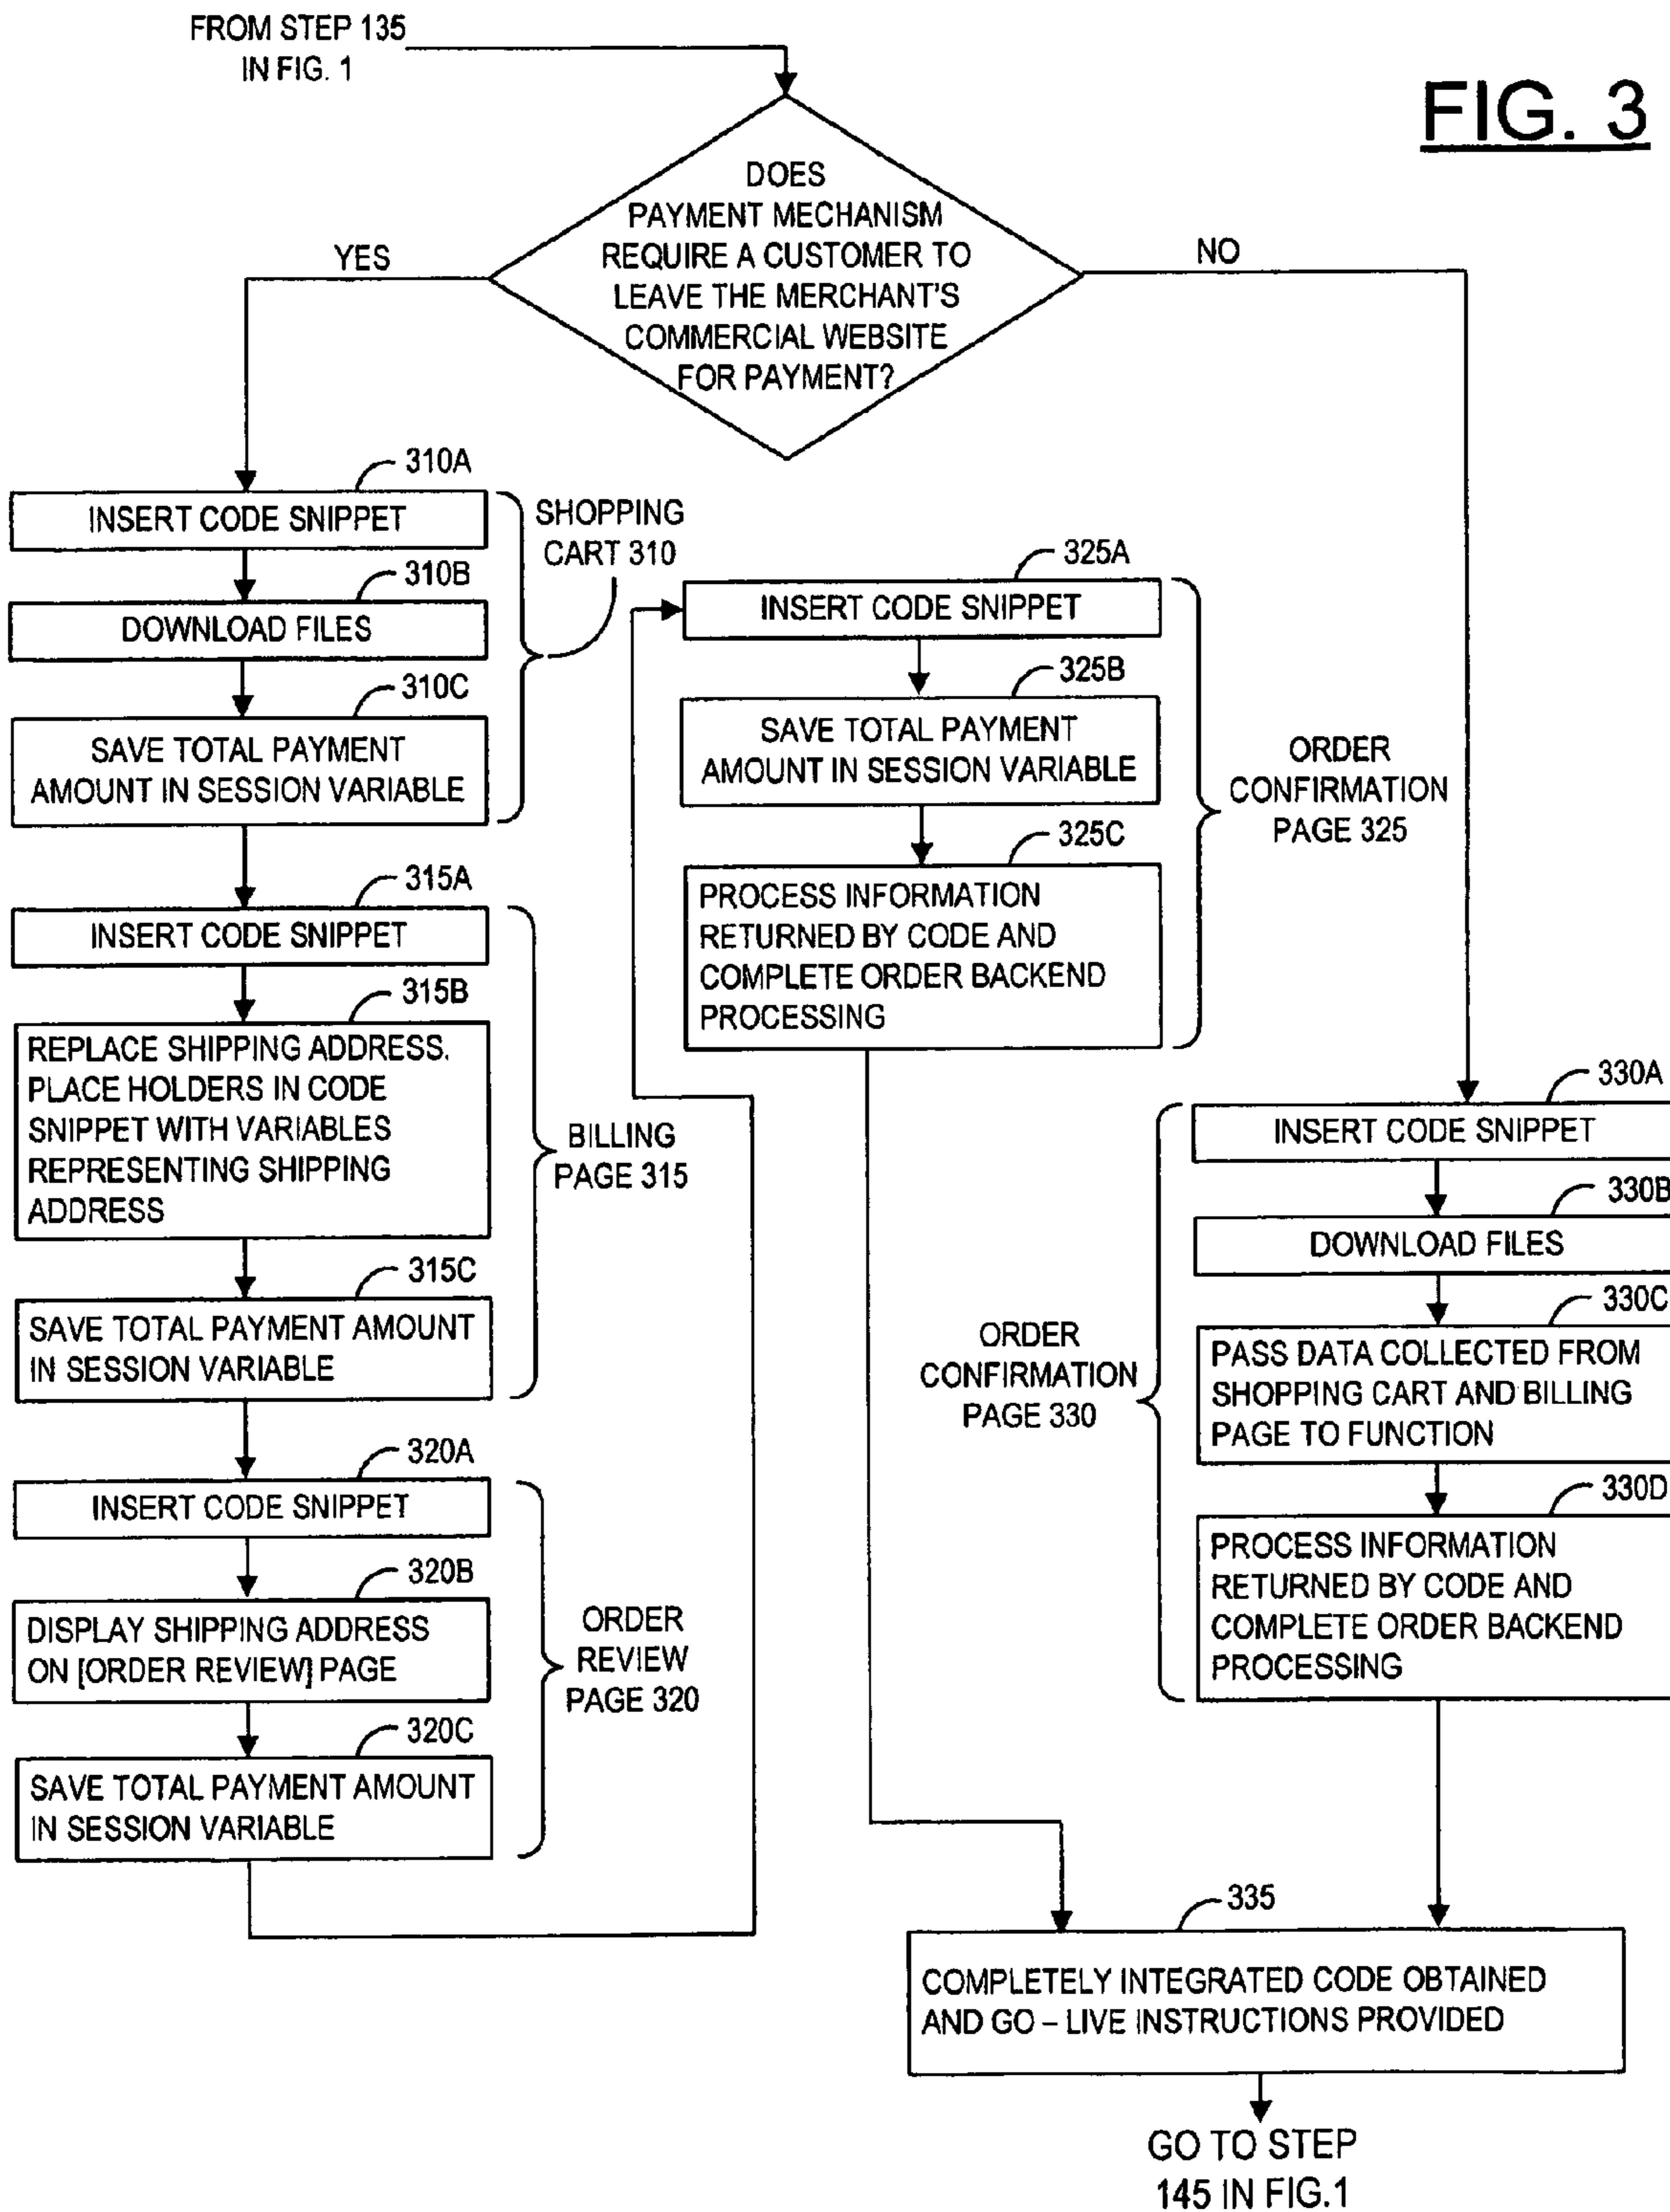 FROM STEP 135
IN FIG. 1
FIG. 3
DOES
PAYMENT MECHANISM
REQUIRE A CUSTOMER TO
LEAVE THE MERCHANT'S
COMMERCIAL WEBSITE
FOR PAYMENT?
YES
NO
310A
INSERT CODE SNIPPET
310B
DOWNLOAD FILES
310C
SAVE TOTAL PAYMENT
AMOUNT IN SESSION VARIABLE
SHOPPING
CART 310
315A
INSERT CODE SNIPPET
315B
REPLACE SHIPPING ADDRESS.
PLACE HOLDERS IN CODE
SNIPPET WITH VARIABLES
REPRESENTING SHIPPING
ADDRESS
315C
SAVE TOTAL PAYMENT AMOUNT
IN SESSION VARIABLE
BILLING
PAGE 315
320A
INSERT CODE SNIPPET
320B
DISPLAY SHIPPING ADDRESS
ON [ORDER REVIEW] PAGE
320C
SAVE TOTAL PAYMENT AMOUNT
IN SESSION VARIABLE
ORDER
REVIEW
PAGE 320
325A
INSERT CODE SNIPPET
325B
SAVE TOTAL PAYMENT
AMOUNT IN SESSION VARIABLE
325C
PROCESS INFORMATION
RETURNED BY CODE AND
COMPLETE ORDER BACKEND
PROCESSING
ORDER
CONFIRMATION
PAGE 325
330A
INSERT CODE SNIPPET
330B
DOWNLOAD FILES
330C
PASS DATA COLLECTED FROM
SHOPPING CART AND BILLING
PAGE TO FUNCTION
330D
PROCESS INFORMATION
RETURNED BY CODE AND
COMPLETE ORDER BACKEND
PROCESSING
ORDER
CONFIRMATION
PAGE 330
335
COMPLETELY INTEGRATED CODE OBTAINED
AND GO – LIVE INSTRUCTIONS PROVIDED
GO TO STEP
145 IN FIG.1